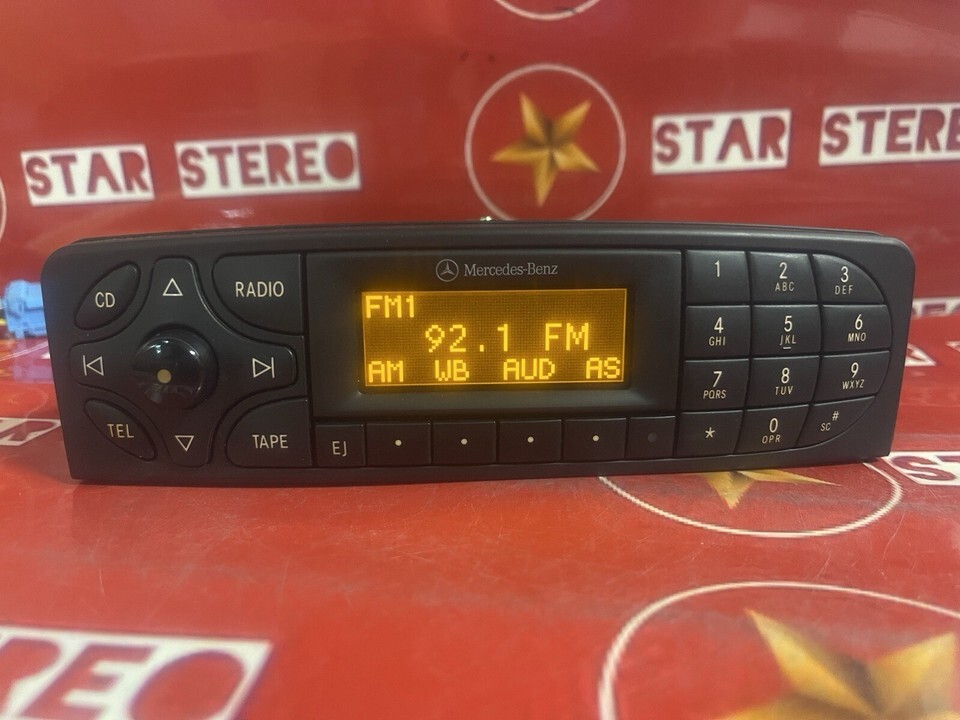 STAR STEREO
STAR STEREO
Mercedes-Benz
CD
RADIO
TEL
TAPE
FM1
92.1 FM
AM WB AUD AS
EJ
1
2
ABC
3
DEF
4
GHI
5
JKL
6
MNO
7
PQRS
8
TUV
9
WXYZ
*
0
OPR
#
SC
REO